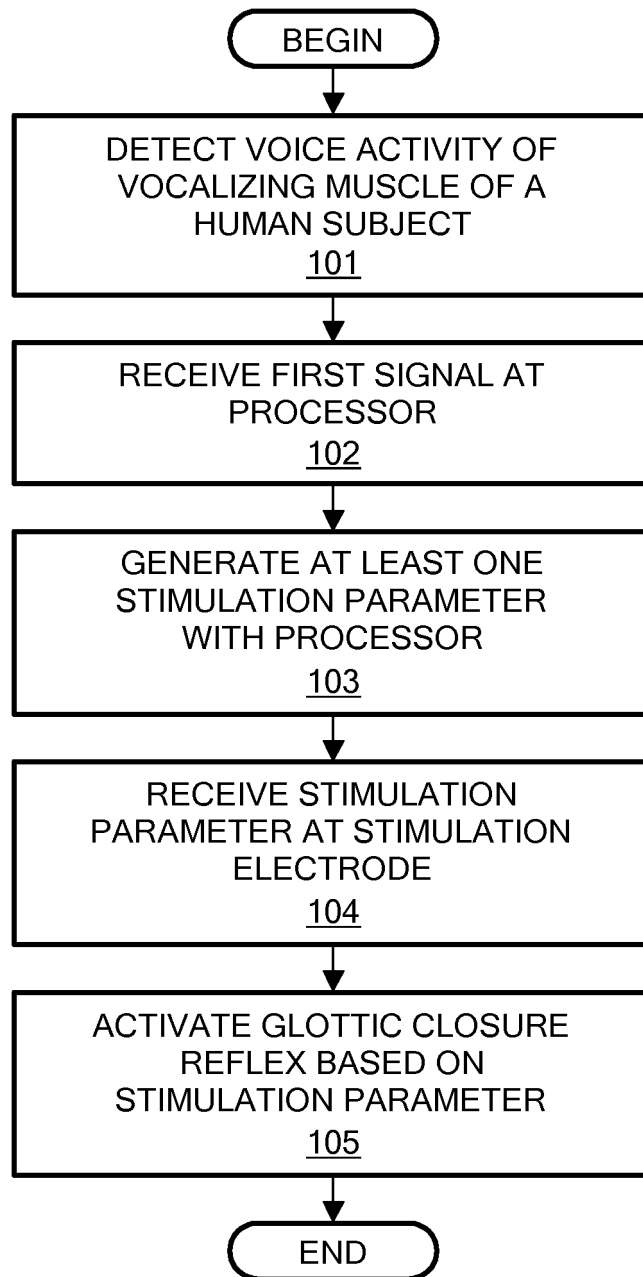 BEGIN
DETECT VOICE ACTIVITY OF
VOCALIZING MUSCLE OF A
HUMAN SUBJECT
101
RECEIVE FIRST SIGNAL AT
PROCESSOR
102
GENERATE AT LEAST ONE
STIMULATION PARAMETER
WITH PROCESSOR
103
RECEIVE STIMULATION
PARAMETER AT STIMULATION
ELECTRODE
104
ACTIVATE GLOTTIC CLOSURE
REFLEX BASED ON
STIMULATION PARAMETER
105
END